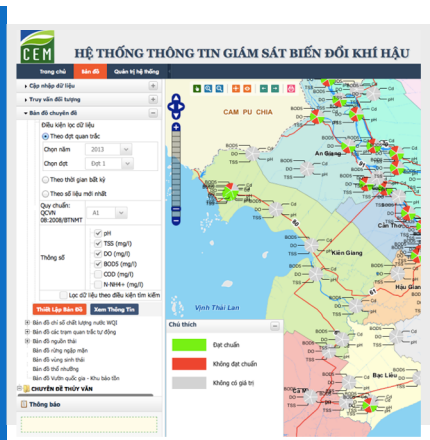 CEM
HỆ THỐNG THÔNG TIN GIÁM SÁT BIẾN ĐỔI KHÍ HẬU
Trang chủ Bản đồ Quản trị hệ thống
Cập nhập dữ liệu
Truy vấn đối tượng
Bản đồ chuyên đề
Điều kiện lọc dữ liệu
Theo đợt quan trắc
Chọn năm 2013
Chọn đợt Đợt 1
Theo thời gian bất kỳ
Theo số liệu mới nhất
Quy chuẩn:
QCVN A1
08:2008/BTNMT
pH
TSS (mg/l)
Thông số DO (mg/l)
BOD5 (mg/l)
COD (mg/l)
N-NH4+ (mg/l)
Lọc dữ liệu theo điều kiện tìm kiếm
Thiết Lập Bản Đồ Xem Thông Tin
Bản đồ chỉ số chất lượng nước WQI
Bản đồ các trạm quan trắc tự động
Bản đồ nguồn thải
Bản đồ rừng ngập mặn
Bản đồ vùng sinh thái
Bản đồ thổ nhưỡng
Bản đồ Vườn quốc gia - Khu bảo tồn
CHUYÊN ĐỀ THỦY VĂN
Thông báo
CAM PU CHIA
An Giang
Cần Thơ
Kiên Giang
Hậu Giang
Vịnh Thái Lan
Bạc Liêu
Cà M
Chú thích
Đạt chuẩn
Không đạt chuẩn
Không có giá trị